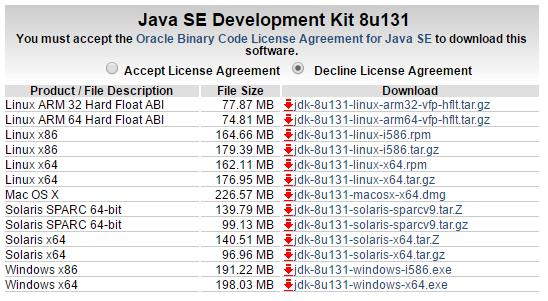 Java SE Development Kit 8u131
You must accept the Oracle Binary Code License Agreement for Java SE to download this
software.
Accept License Agreement Decline License Agreement
Product / File Description File Size Download
Linux ARM 32 Hard Float ABI 77.87 MB jdk-8u131-linux-arm32-vfp-hflt.tar.gz
Linux ARM 64 Hard Float ABI 74.81 MB jdk-8u131-linux-arm64-vfp-hflt.tar.gz
Linux x86 164.66 MB jdk-8u131-linux-i586.rpm
Linux x86 179.39 MB jdk-8u131-linux-i586.tar.gz
Linux x64 162.11 MB jdk-8u131-linux-x64.rpm
Linux x64 176.95 MB jdk-8u131-linux-x64.tar.gz
Mac OS X 226.57 MB jdk-8u131-macosx-x64.dmg
Solaris SPARC 64-bit 139.79 MB jdk-8u131-solaris-sparcv9.tar.Z
Solaris SPARC 64-bit 99.13 MB jdk-8u131-solaris-sparcv9.tar.gz
Solaris x64 140.51 MB jdk-8u131-solaris-x64.tar.Z
Solaris x64 96.96 MB jdk-8u131-solaris-x64.tar.gz
Windows x86 191.22 MB jdk-8u131-windows-i586.exe
Windows x64 198.03 MB jdk-8u131-windows-x64.exe